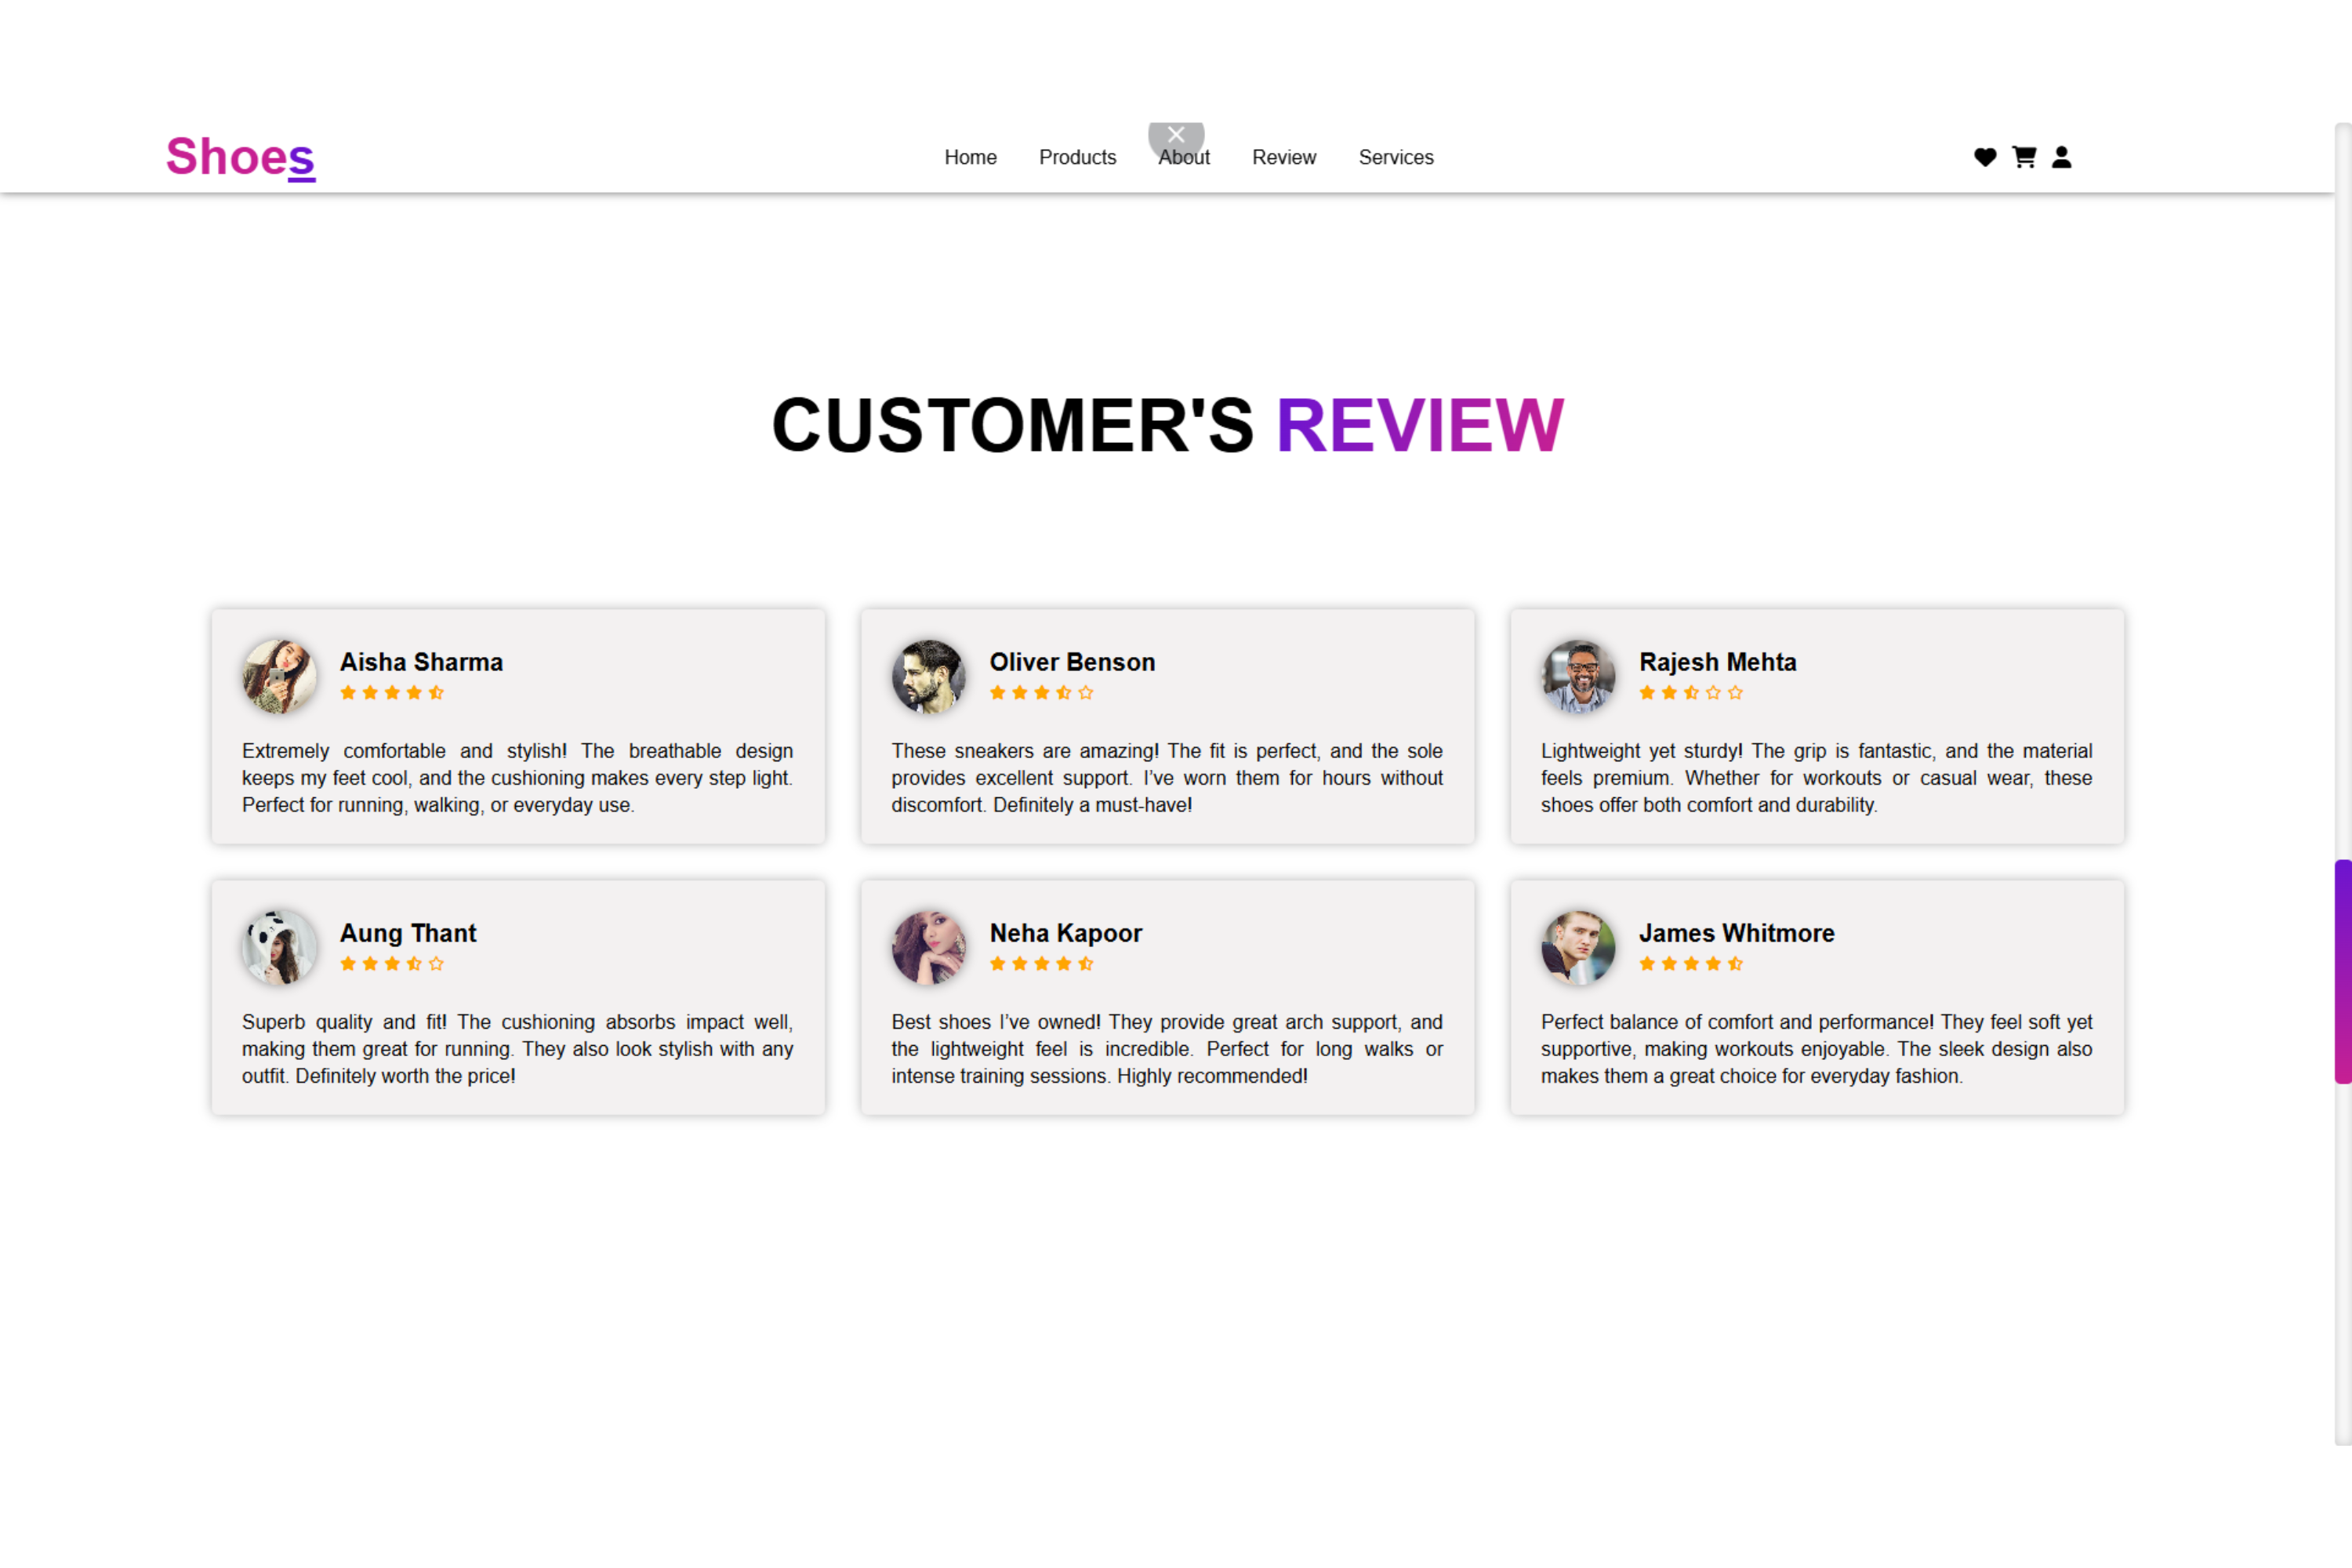 Shoes
Home Products About Review Services
CUSTOMER'S REVIEW
Aisha Sharma
Extremely comfortable and stylish! The breathable design
keeps my feet cool, and the cushioning makes every step light.
Perfect for running, walking, or everyday use.
Oliver Benson
These sneakers are amazing! The fit is perfect, and the sole
provides excellent support. I’ve worn them for hours without
discomfort. Definitely a must-have!
Rajesh Mehta
Lightweight yet sturdy! The grip is fantastic, and the material
feels premium. Whether for workouts or casual wear, these
shoes offer both comfort and durability.
Aung Thant
Superb quality and fit! The cushioning absorbs impact well,
making them great for running. They also look stylish with any
outfit. Definitely worth the price!
Neha Kapoor
Best shoes I’ve owned! They provide great arch support, and
the lightweight feel is incredible. Perfect for long walks or
intense training sessions. Highly recommended!
James Whitmore
Perfect balance of comfort and performance! They feel soft yet
supportive, making workouts enjoyable. The sleek design also
makes them a great choice for everyday fashion.